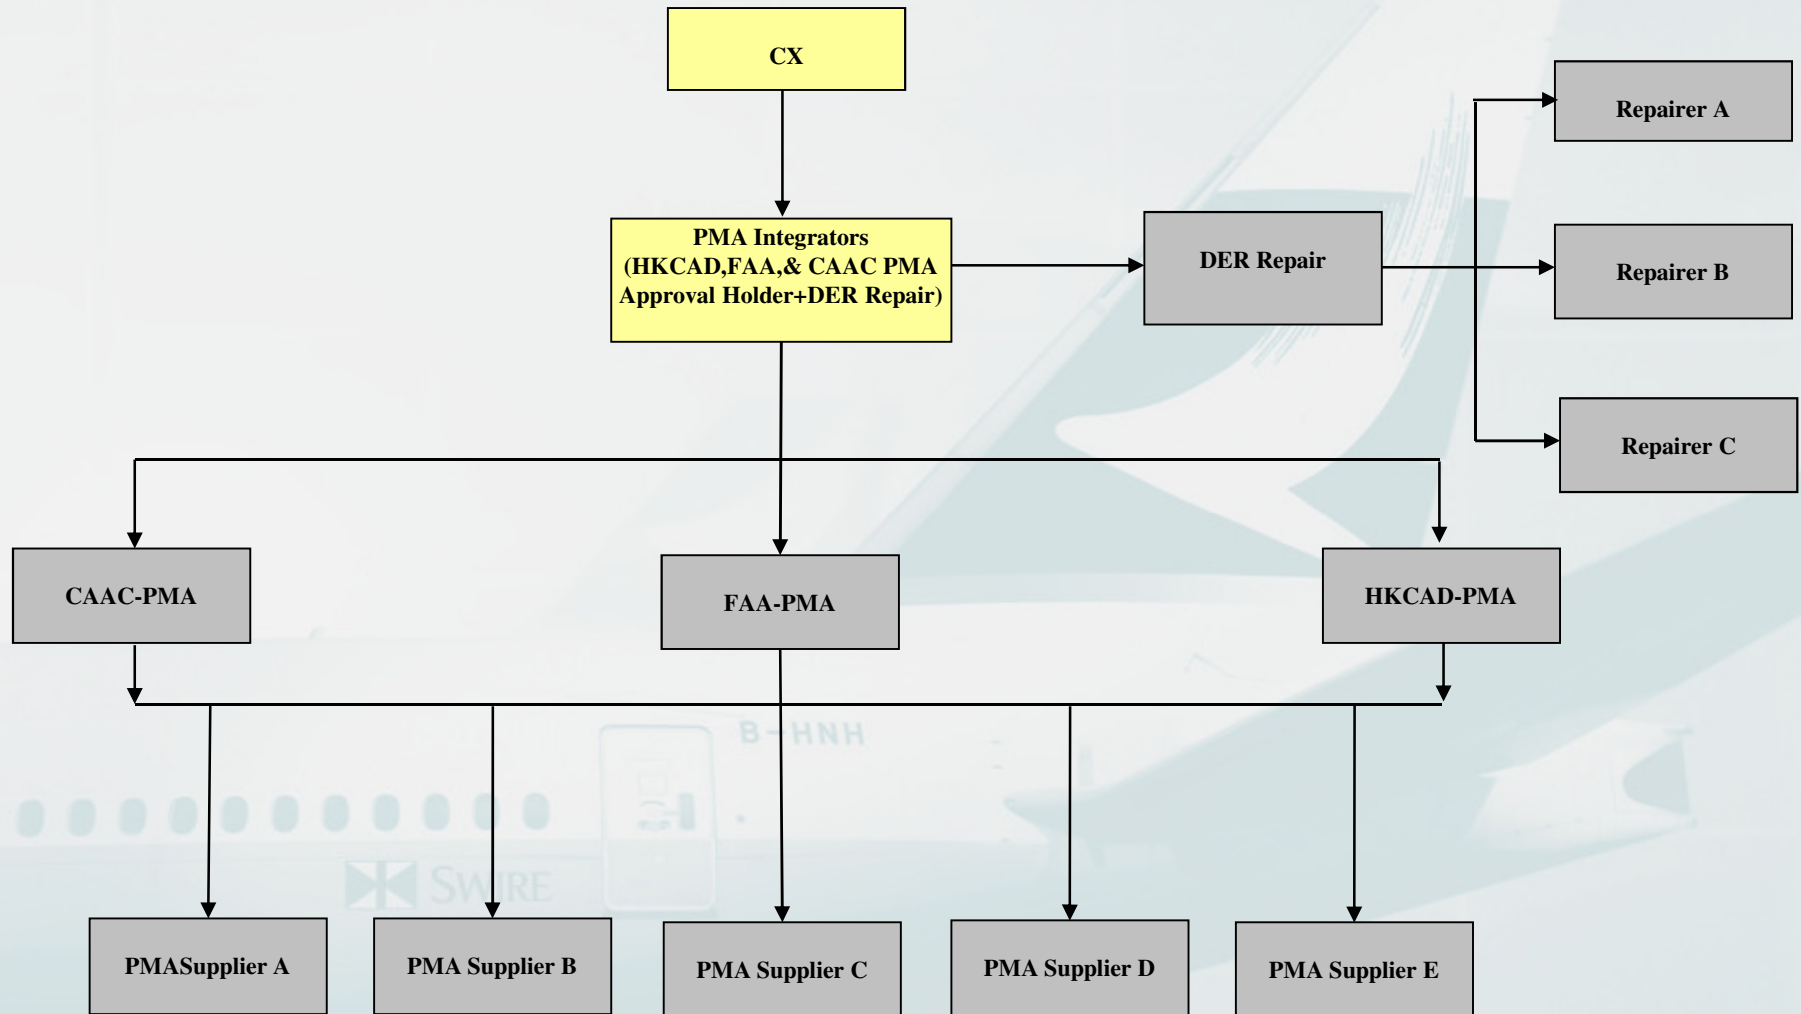 CX
Repairer A
PMA Integrators
(HKCAD,FAA,& CAAC PMA
Approval Holder+DER Repair)
DER Repair
Repairer B
Repairer C
CAAC-PMA
FAA-PMA
HKCAD-PMA
B-HNH
SWIRE
PMASupplier A
PMA Supplier B
PMA Supplier C
PMA Supplier D
PMA Supplier E